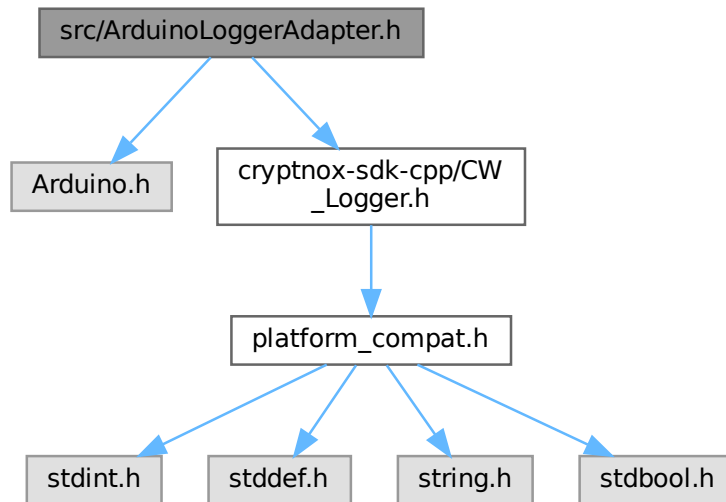 src/ArduinoLoggerAdapter.h
Arduino.h
cryptnox-sdk-cpp/CW
_Logger.h
platform_compat.h
stdint.h
stddef.h
string.h
stdbool.h